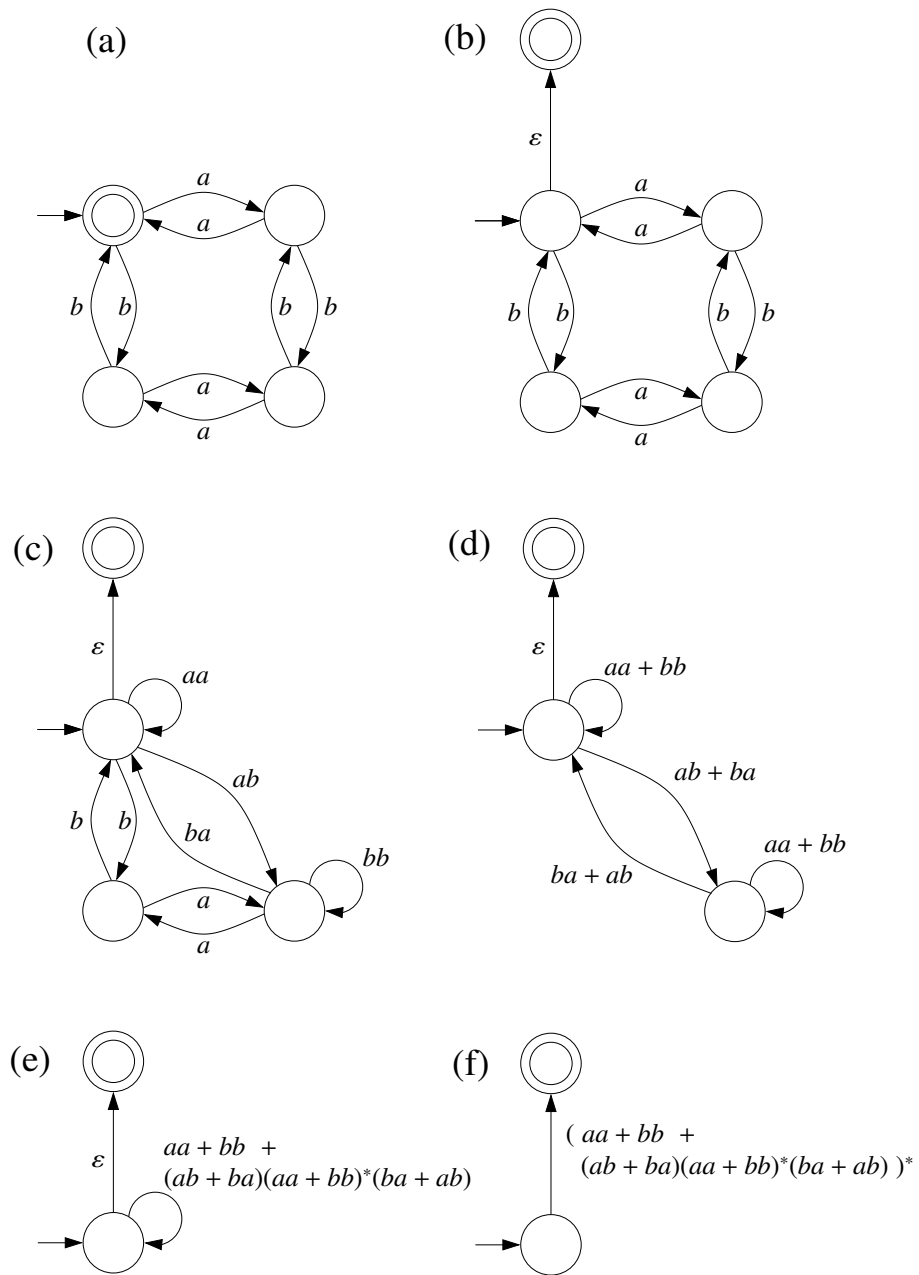 (a)
a
a
b
b
b
b
a
a
(b)
ε
a
a
b
b
b
b
a
a
(c)
ε
aa
ab
ba
b
b
bb
a
a
(d)
ε
aa + bb
ab + ba
ba + ab
aa + bb
(e)
ε
aa + bb +
(ab + ba)(aa + bb)*(ba + ab)
(f)
( aa + bb +
(ab + ba)(aa + bb)*(ba + ab) )*